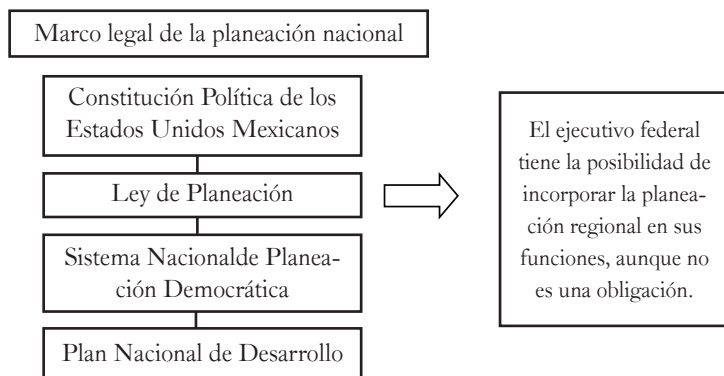 Marco legal de la planeación nacional
Constitución Política de los
Estados Unidos Mexicanos
Ley de Planeación
Sistema Nacionalde Planea-
ción Democrática
Plan Nacional de Desarrollo
El ejecutivo federal
tiene la posibilidad de
incorporar la planea-
ción regional en sus
funciones, aunque no
es una obligación.